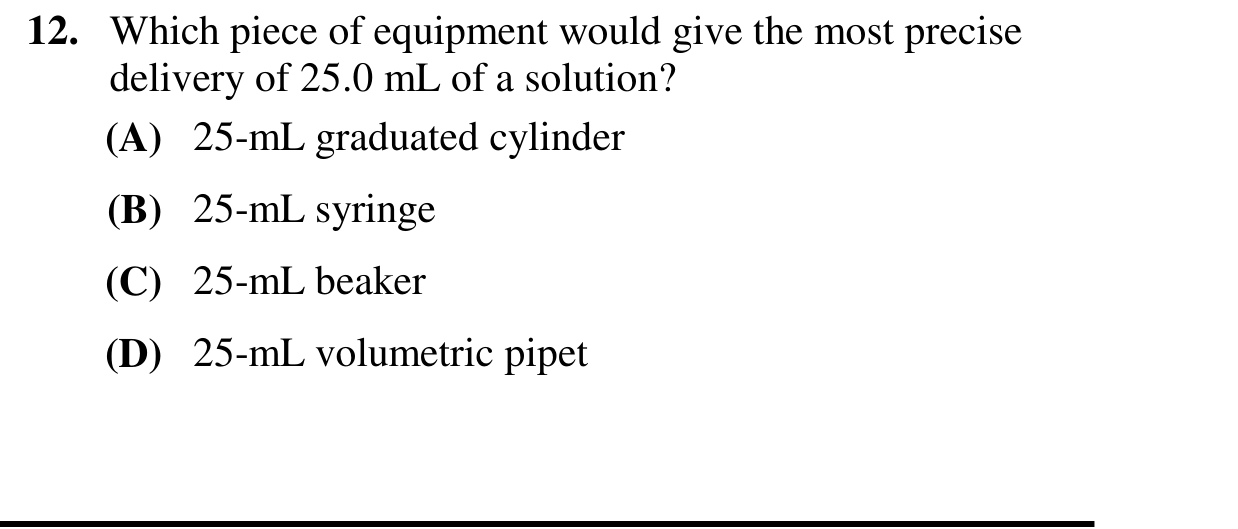 12. Which piece of equipment would give the most precise
delivery of 25.0 mL of a solution?
(A) 25-mL graduated cylinder
(B) 25-mL syringe
(C) 25-mL beaker
(D) 25-mL volumetric pipet